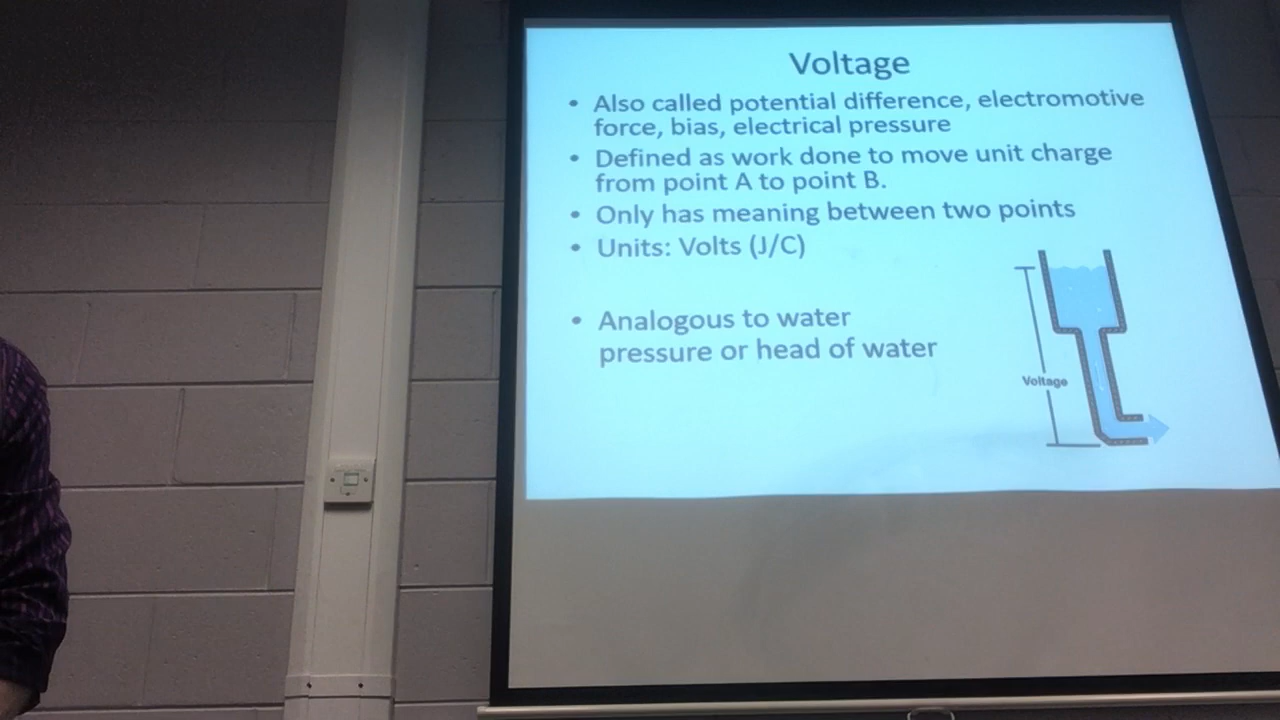 Voltage
• Also called potential difference, electromotive
force, bias, electrical pressure
• Defined as work done to move unit charge
from point A to point B.
• Only has meaning between two points
• Units: Volts (J/C)
• Analogous to water
pressure or head of water
Voltage